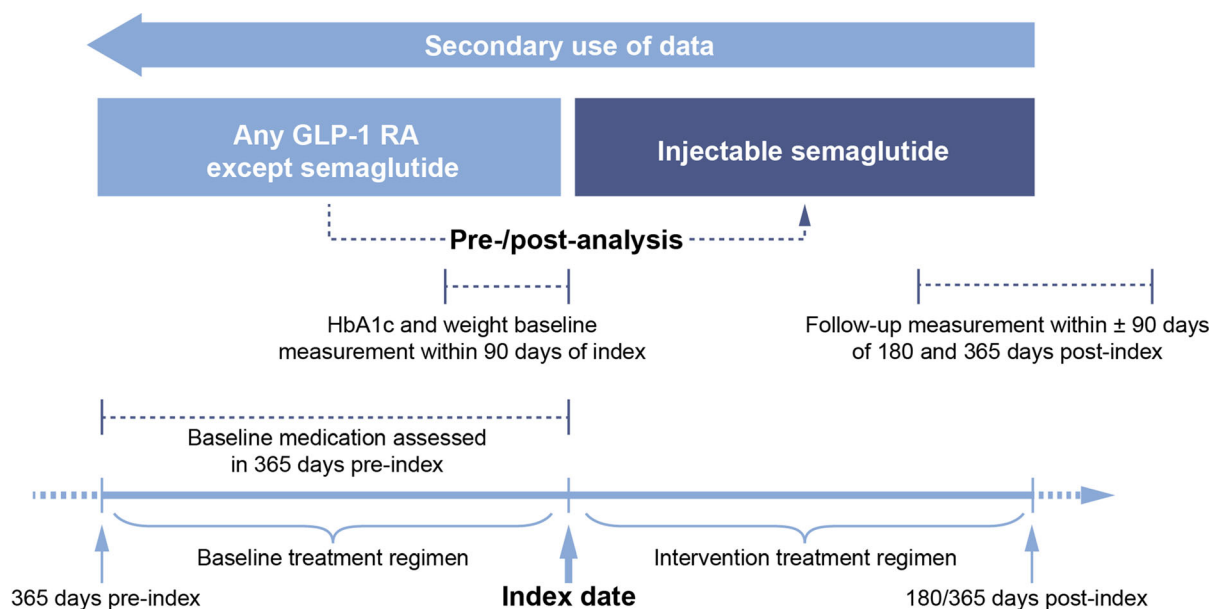 Secondary use of data
Any GLP-1 RA
except semaglutide
Injectable semaglutide
Pre-/post-analysis
HbA1c and weight baseline
measurement within 90 days of index
Follow-up measurement within ± 90 days
of 180 and 365 days post-index
Baseline medication assessed
in 365 days pre-index
Baseline treatment regimen
Intervention treatment regimen
365 days pre-index
Index date
180/365 days post-index